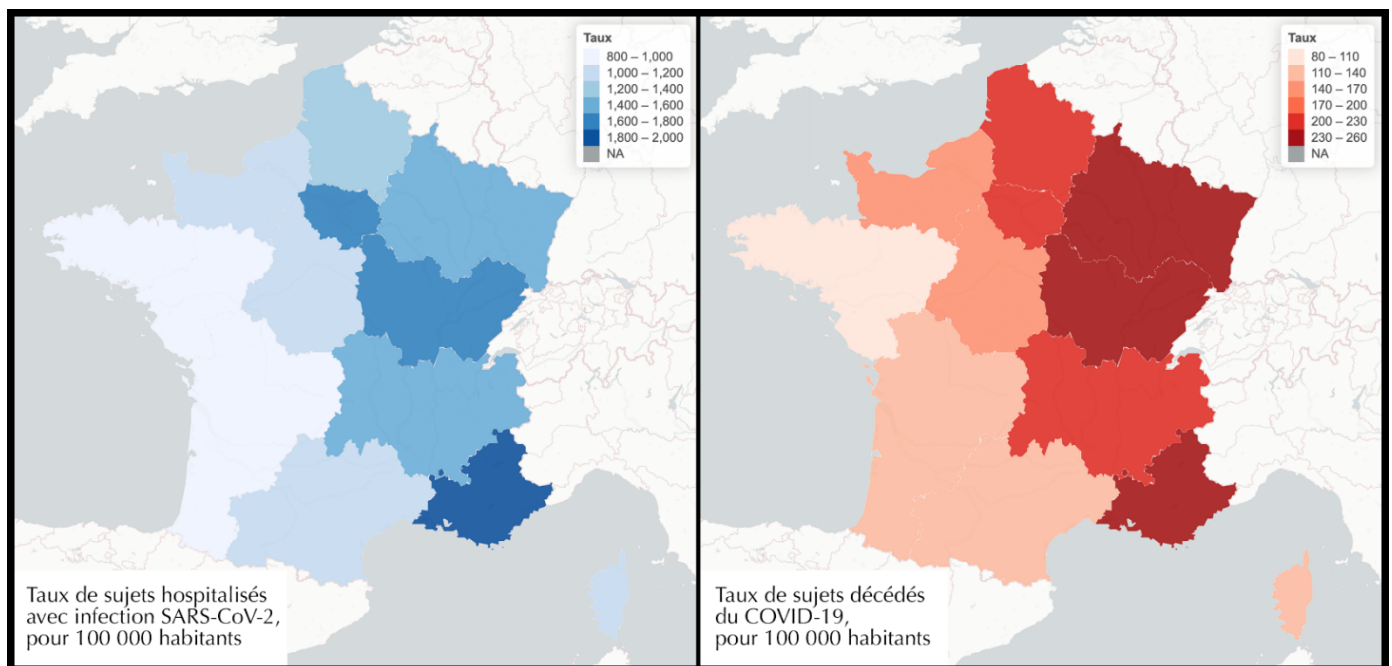 Taux
800 – 1,000
1,000 – 1,200
1,200 – 1,400
1,400 – 1,600
1,600 – 1,800
1,800 – 2,000
NA
Taux de sujets hospitalisés
avec infection SARS-CoV-2,
pour 100 000 habitants
Taux
80 – 110
110 – 140
140 – 170
170 – 200
200 – 230
230 – 260
NA
Taux de sujets décédés
du COVID-19,
pour 100 000 habitants